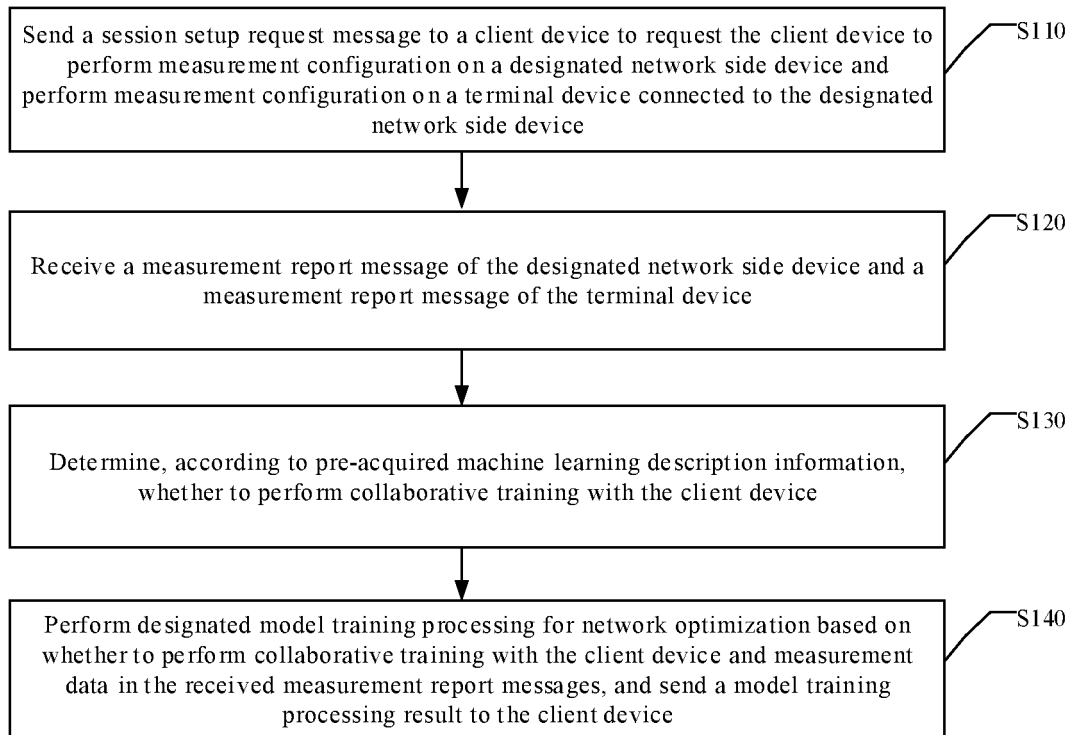 Send a session setup request message to a client device to request the client device to
perform measurement configuration on a designated network side device and
perform measurement configuration on a terminal device connected to the designated
network side device
S110
Receive a measurement report message of the designated network side device and a
measurement report message of the terminal device
S120
Determine, according to pre-acquired machine learning description information,
whether to perform collaborative training with the client device
S130
Perform designated model training processing for network optimization based on
whether to perform collaborative training with the client device and measurement
data in the received measurement report messages, and send a model training
processing result to the client device
S140